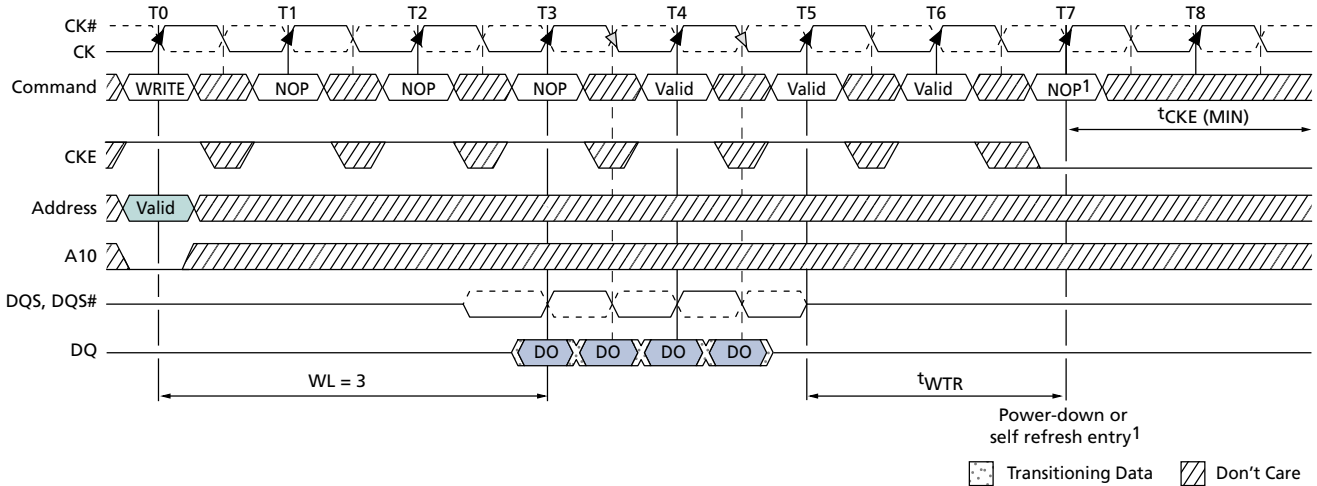 T0 T1 T2 T3 T4 T5 T6 T7 T8
CK#
CK
Command WRITE NOP NOP NOP Valid Valid Valid NOP1
tCKE (MIN)
CKE
Address Valid
A10
DQS, DQS#
DQ DO DO DO DO
WL = 3 tWTR
Power-down or
self refresh entry1
Transitioning Data Don't Care